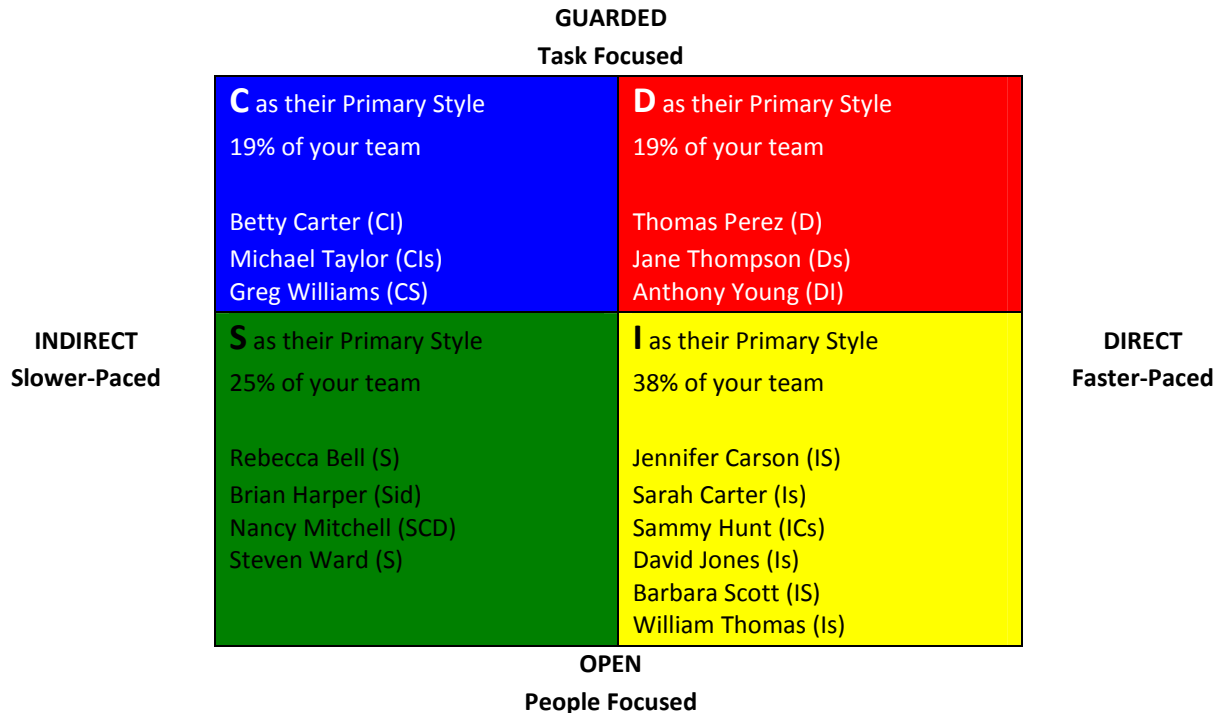 GUARDED
Task Focused
C as their Primary Style
19% of your team
Betty Carter (CI)
Michael Taylor (CIs)
Greg Williams (CS)
D as their Primary Style
19% of your team
Thomas Perez (D)
Jane Thompson (Ds)
Anthony Young (DI)
INDIRECT
Slower-Paced
S as their Primary Style
25% of your team
Rebecca Bell (S)
Brian Harper (Sid)
Nancy Mitchell (SCD)
Steven Ward (S)
I as their Primary Style
38% of your team
Jennifer Carson (IS)
Sarah Carter (Is)
Sammy Hunt (ICs)
David Jones (Is)
Barbara Scott (IS)
William Thomas (Is)
DIRECT
Faster-Paced
OPEN
People Focused